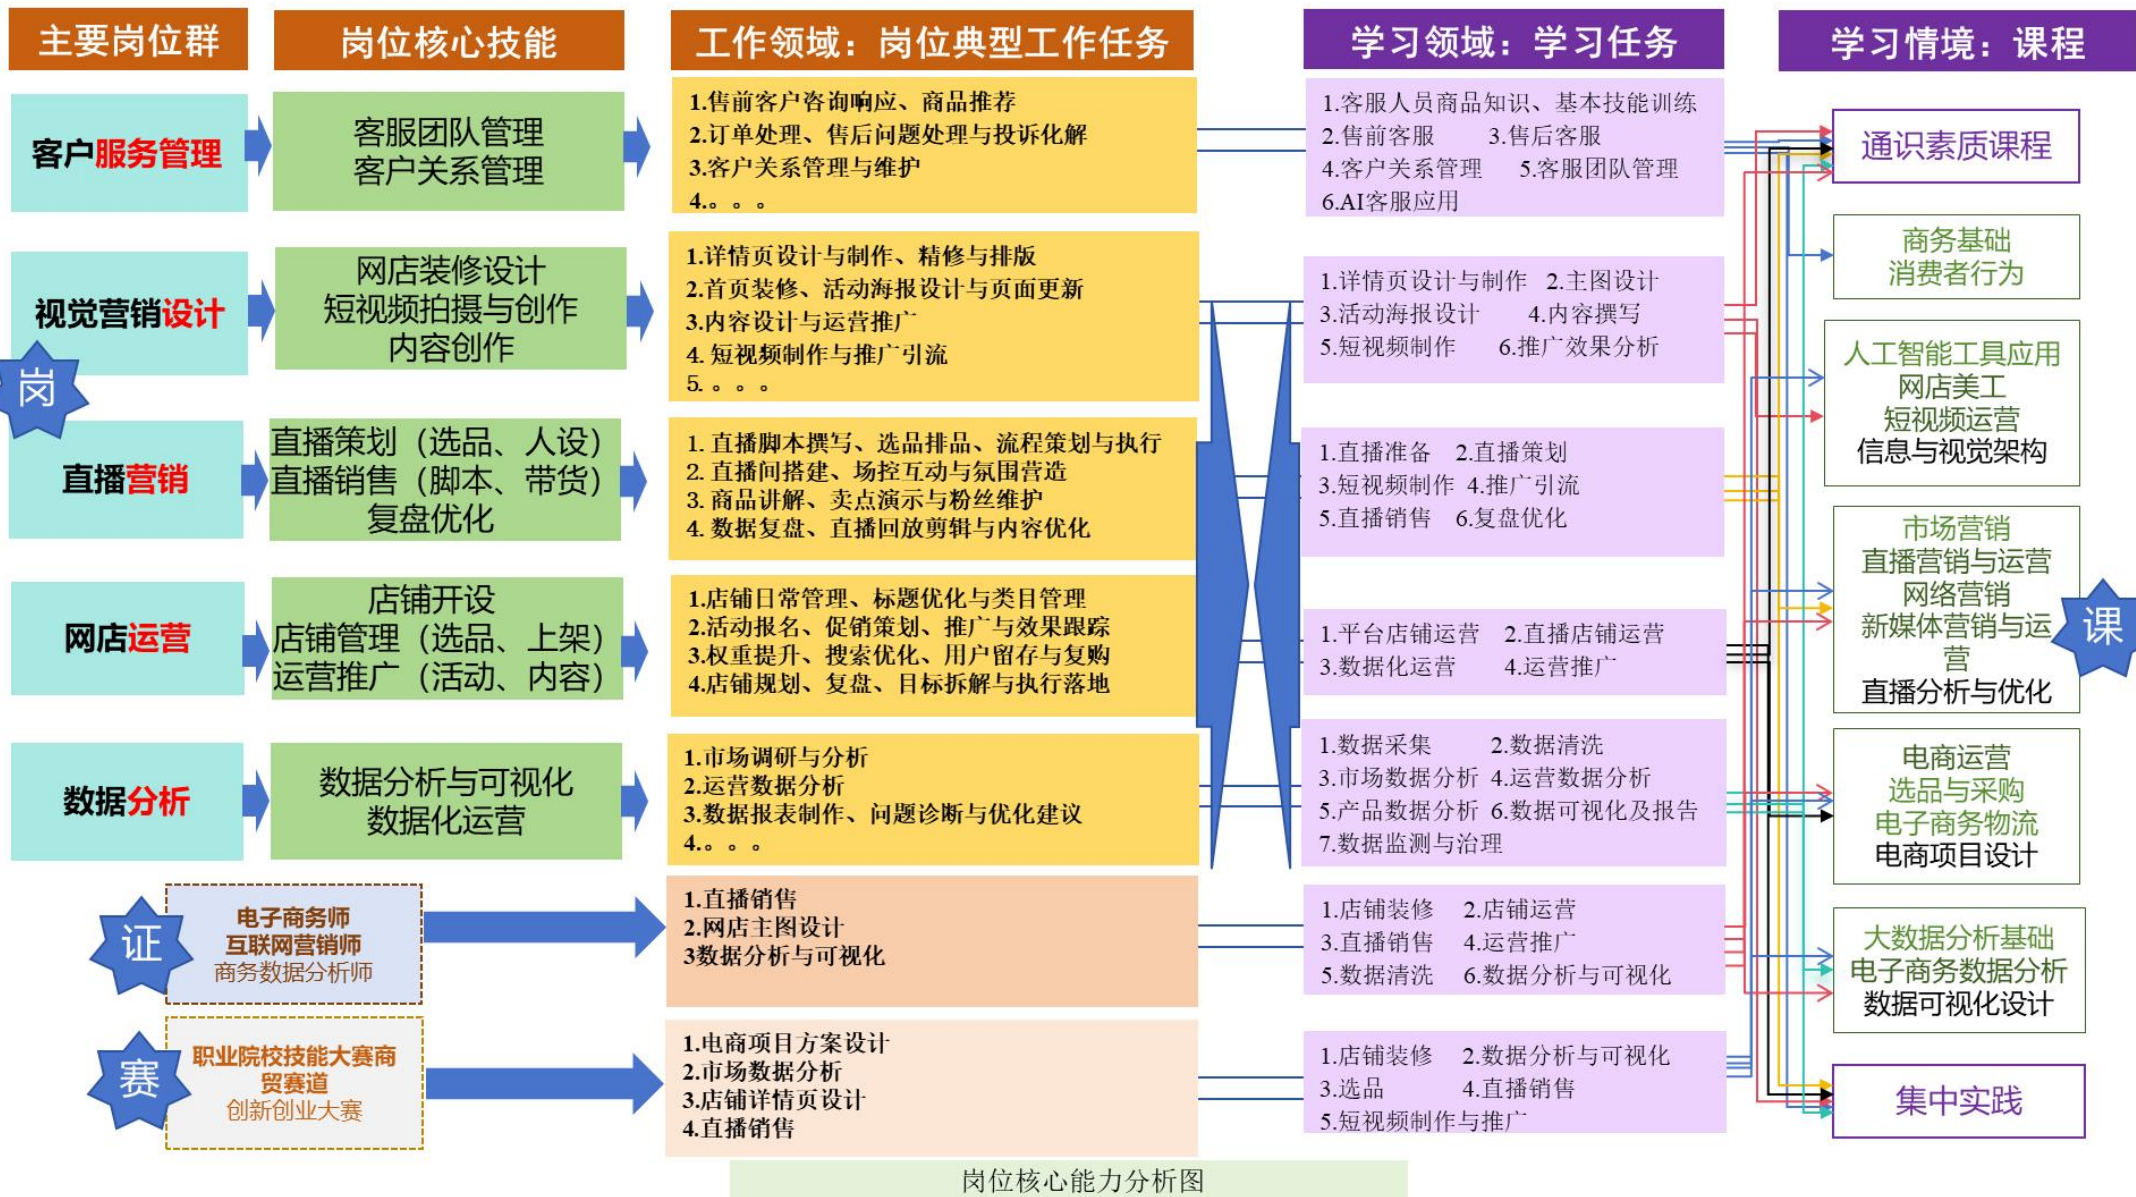 主要岗位群
岗位核心技能
工作领域：岗位典型工作任务
学习领域：学习任务
学习情境：课程
客户服务管理
客服团队管理
客户关系管理
1.售前客户咨询响应、商品推荐
2.订单处理、售后问题处理与投诉化解
3.客户关系管理与维护
4.。。。
1.客服人员商品知识、基本技能训练
2.售前客服 3.售后客服
4.客户关系管理 5.客服团队管理
6.AI客服应用
视觉营销设计
网店装修设计
短视频拍摄与创作
内容创作
1.详情页设计与制作、精修与排版
2.首页装修、活动海报设计与页面更新
3.内容设计与运营推广
4. 短视频制作与推广引流
5. 。。。
1.详情页设计与制作 2.主图设计
3.活动海报设计 4.内容撰写
5.短视频制作 6.推广效果分析
岗
直播营销
直播策划（选品、人设）
直播销售（脚本、带货）
复盘优化
1. 直播脚本撰写、选品排品、流程策划与执行
2. 直播间搭建、场控互动与氛围营造
3. 商品讲解、卖点演示与粉丝维护
4. 数据复盘、直播回放剪辑与内容优化
1.直播准备 2.直播策划
3.短视频制作 4.推广引流
5.直播销售 6.复盘优化
网店运营
店铺开设
店铺管理（选品、上架）
运营推广（活动、内容）
1.店铺日常管理、标题优化与类目管理
2.活动报名、促销策划、推广与效果跟踪
3.权重提升、搜索优化、用户留存与复购
4.店铺规划、复盘、目标拆解与执行落地
1.平台店铺运营 2.直播店铺运营
3.数据化运营 4.运营推广
数据分析
数据分析与可视化
数据化运营
1.市场调研与分析
2.运营数据分析
3.数据报表制作、问题诊断与优化建议
4.。。。
1.数据采集 2.数据清洗
3.市场数据分析 4.运营数据分析
5.产品数据分析 6.数据可视化及报告
7.数据监测与治理
证
电子商务师
互联网营销师
商务数据分析师
1.直播销售
2.网店主图设计
3数据分析与可视化
1.店铺装修 2.店铺运营
3.直播销售 4.运营推广
5.数据清洗 6.数据分析与可视化
赛
职业院校技能大赛商
贸赛道
创新创业大赛
1.电商项目方案设计
2.市场数据分析
3.店铺详情页设计
4.直播销售
1.店铺装修 2.数据分析与可视化
3.选品 4.直播销售
5.短视频制作与推广
通识素质课程
商务基础
消费者行为
人工智能工具应用
网店美工
短视频运营
信息与视觉架构
市场营销
直播营销与运营
网络营销
新媒体营销与运
营
直播分析与优化
课
电商运营
选品与采购
电子商务物流
电商项目设计
大数据分析基础
电子商务数据分析
数据可视化设计
集中实践
岗位核心能力分析图